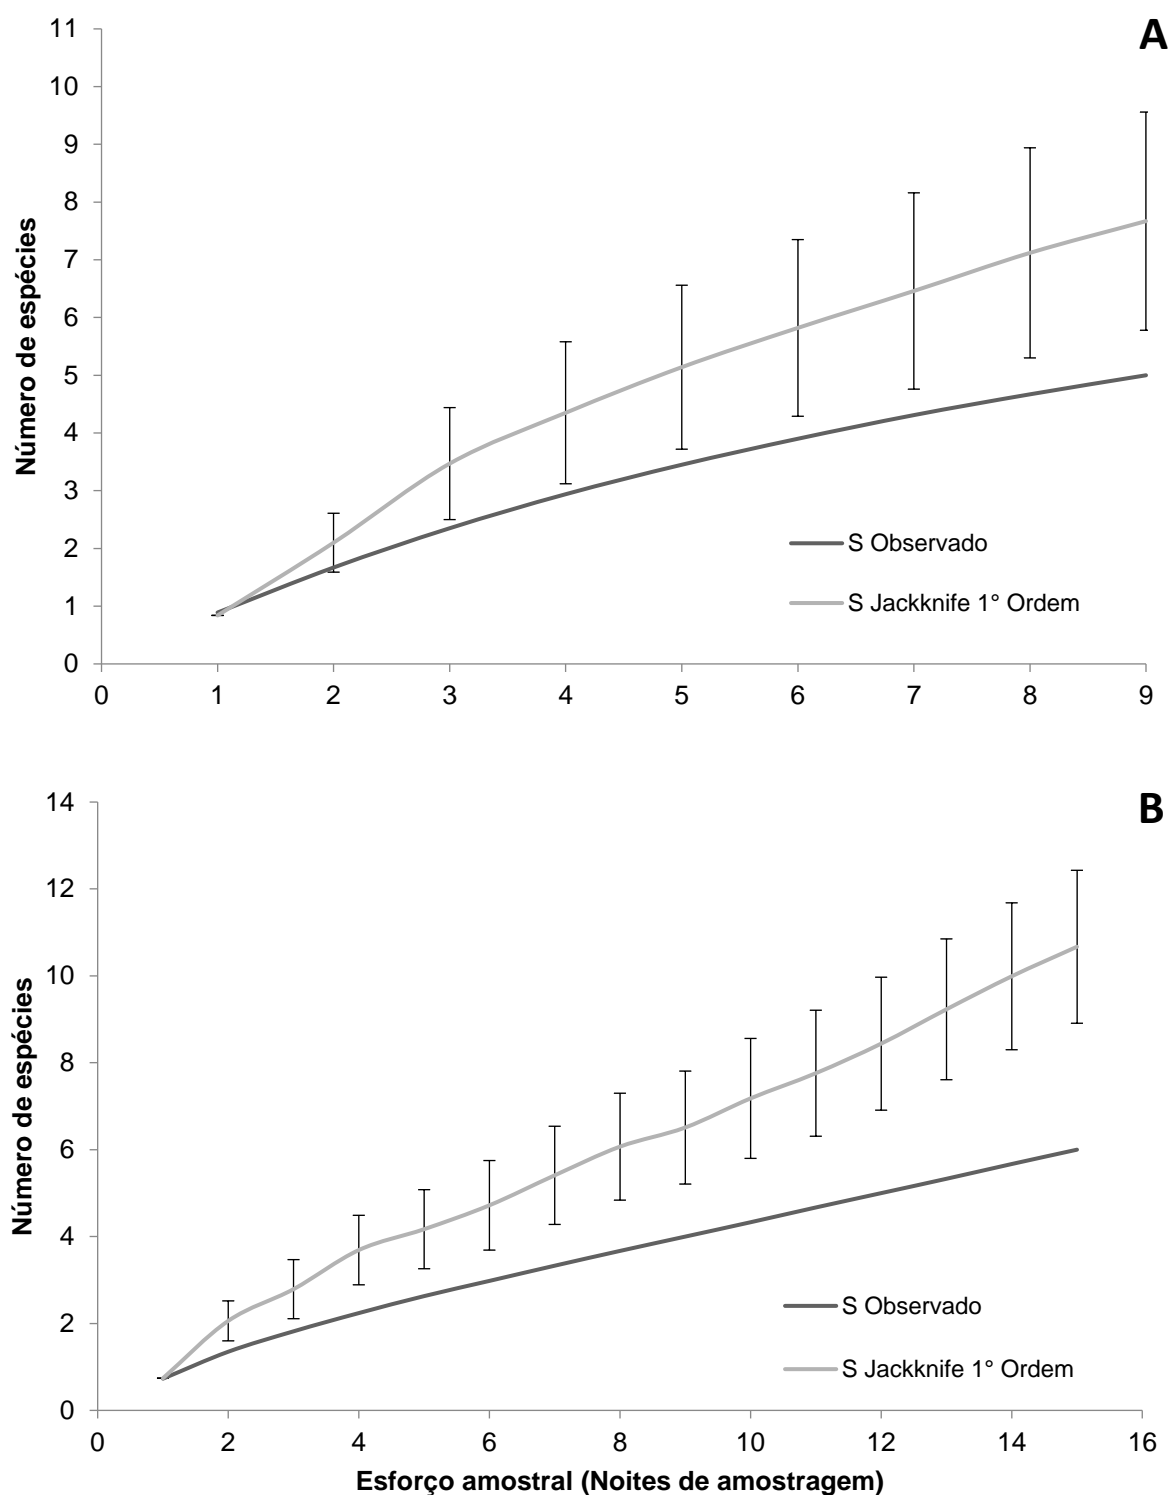 A
11
10
9
8
7
6
5
4
3
2
1
0
Número de espécies
S Observado
S Jackknife 1° Ordem
0 1 2 3 4 5 6 7 8 9
B
14
12
10
8
6
4
2
0
Número de espécies
S Observado
S Jackknife 1° Ordem
0 2 4 6 8 10 12 14 16
Esforço amostral (Noites de amostragem)